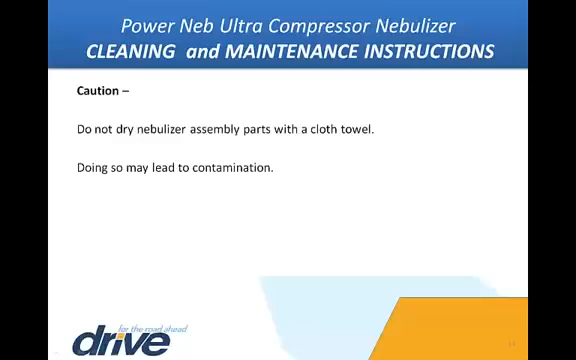 Power Neb Ultra Compressor Nebulizer
CLEANING and MAINTENANCE INSTRUCTIONS
Caution –
Do not dry nebulizer assembly parts with a cloth towel.
Doing so may lead to contamination.
for the road ahead
drive